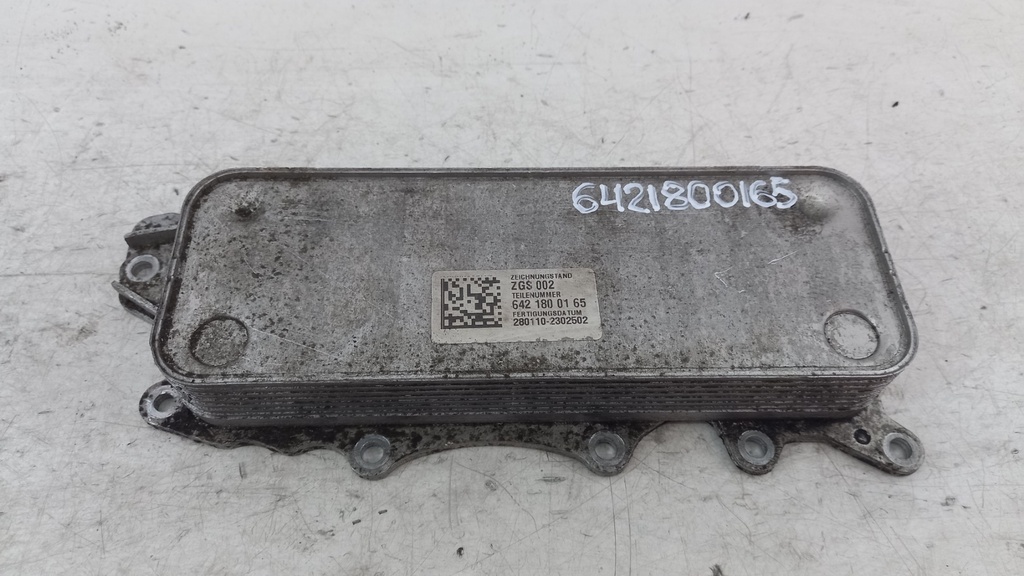 6421800165
ZEICHNUNGSTAND
ZGS 002
TEILENUMMER
642 180 01 65
FERTIGUNGSDATUM
280110-2302502